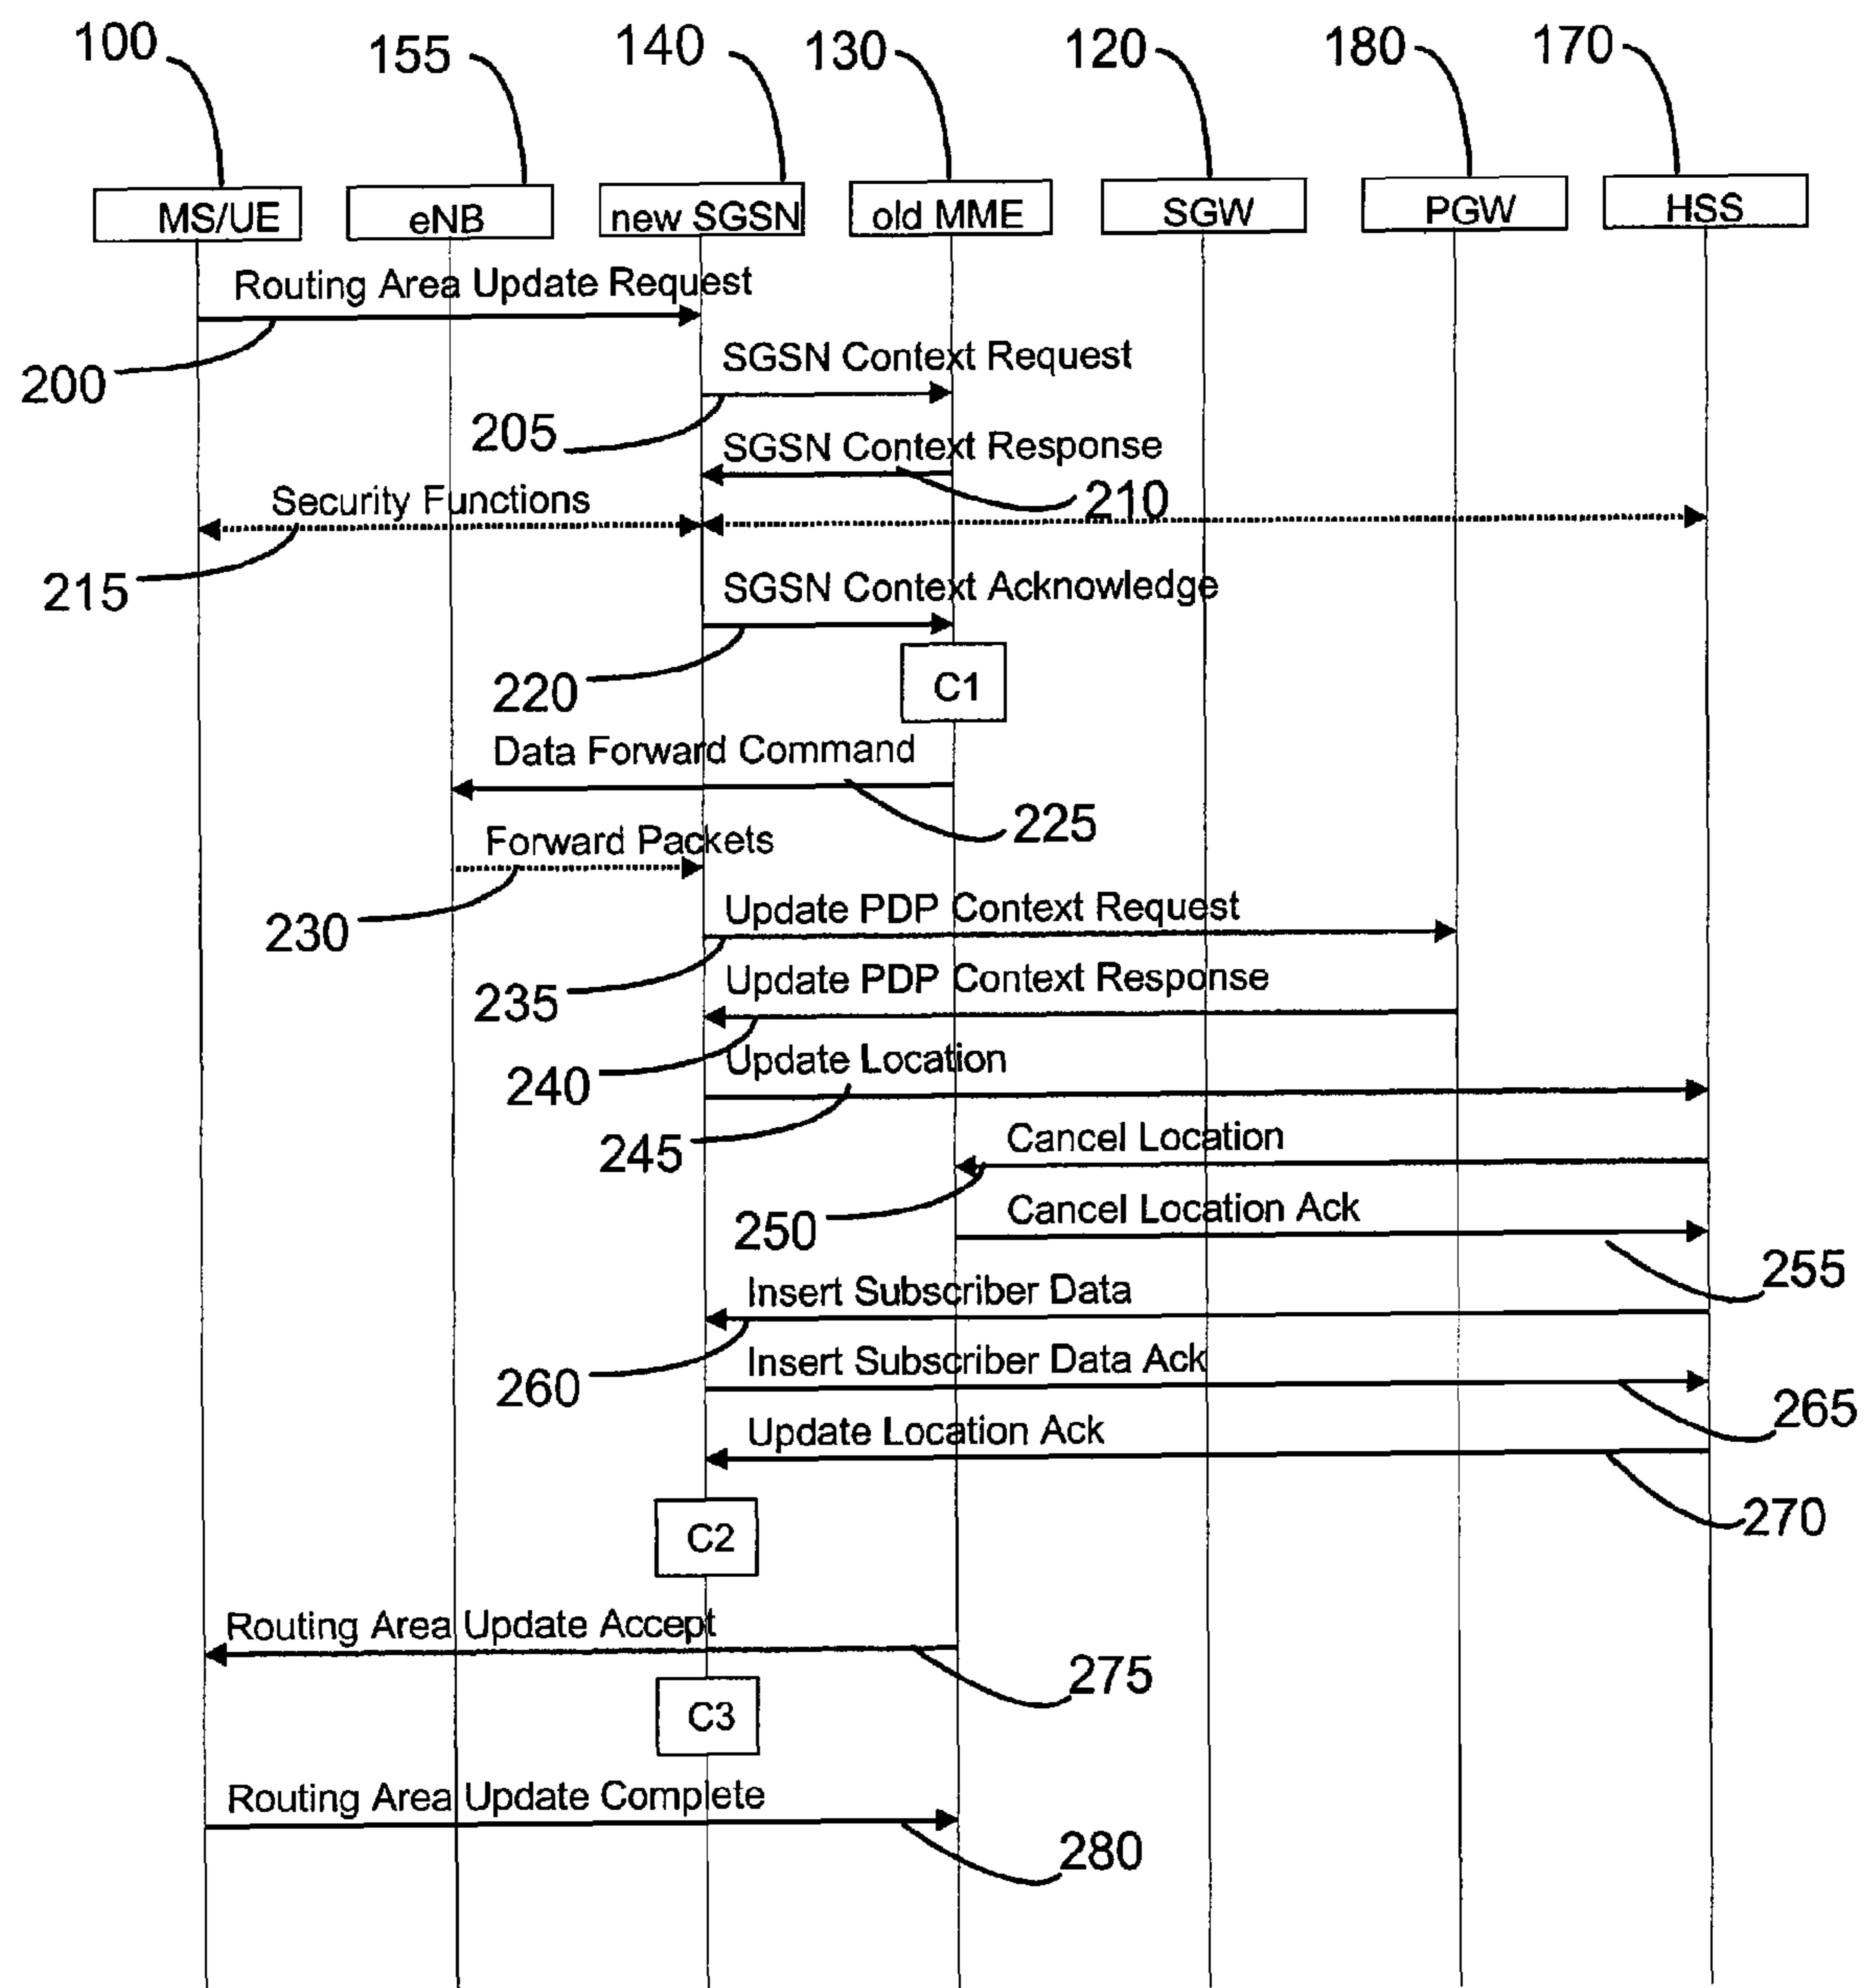 100 155 140 130 120 180 170
MS/UE eNB new SGSN old MME SGW PGW HSS
Routing Area Update Request
200
SGSN Context Request
205
SGSN Context Response
210
Security Functions
215
SGSN Context Acknowledge
220
C1
Data Forward Command
225
Forward Packets
230
Update PDP Context Request
235
Update PDP Context Response
240
Update Location
245
Cancel Location
250
Cancel Location Ack
255
Insert Subscriber Data
260
Insert Subscriber Data Ack
265
Update Location Ack
270
C2
Routing Area Update Accept
275
C3
Routing Area Update Complete
280